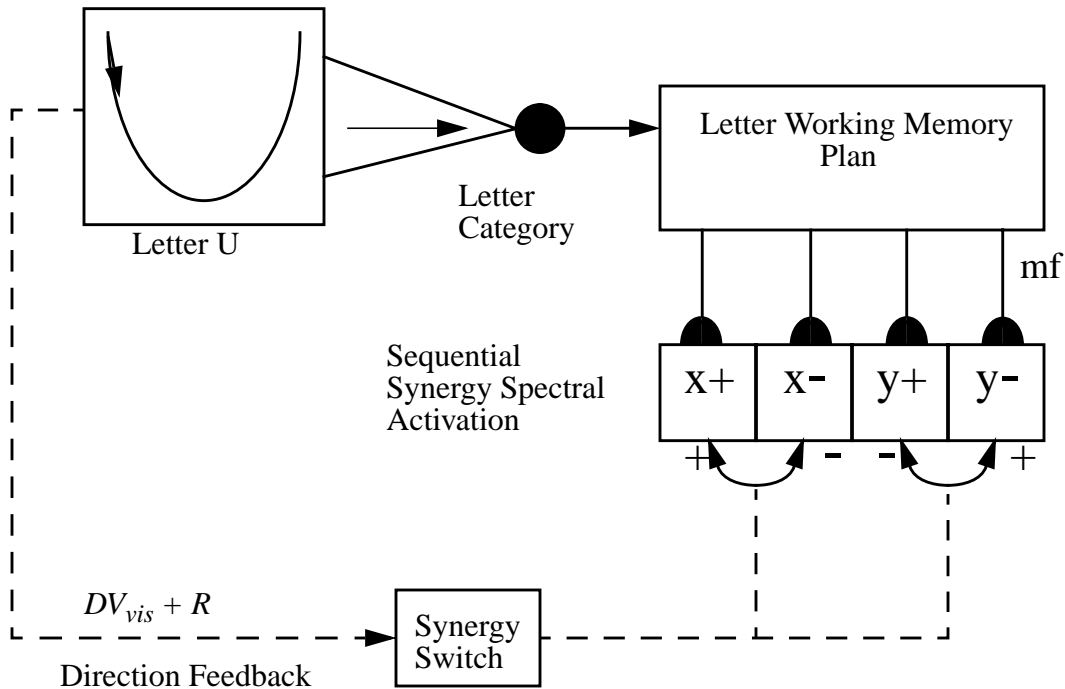 Letter U
Letter
Category
Letter Working Memory
Plan
mf
Sequential
Synergy Spectral
Activation
x+ x- y+ y-
+ - - +
DVvis + R
Direction Feedback
Synergy
Switch